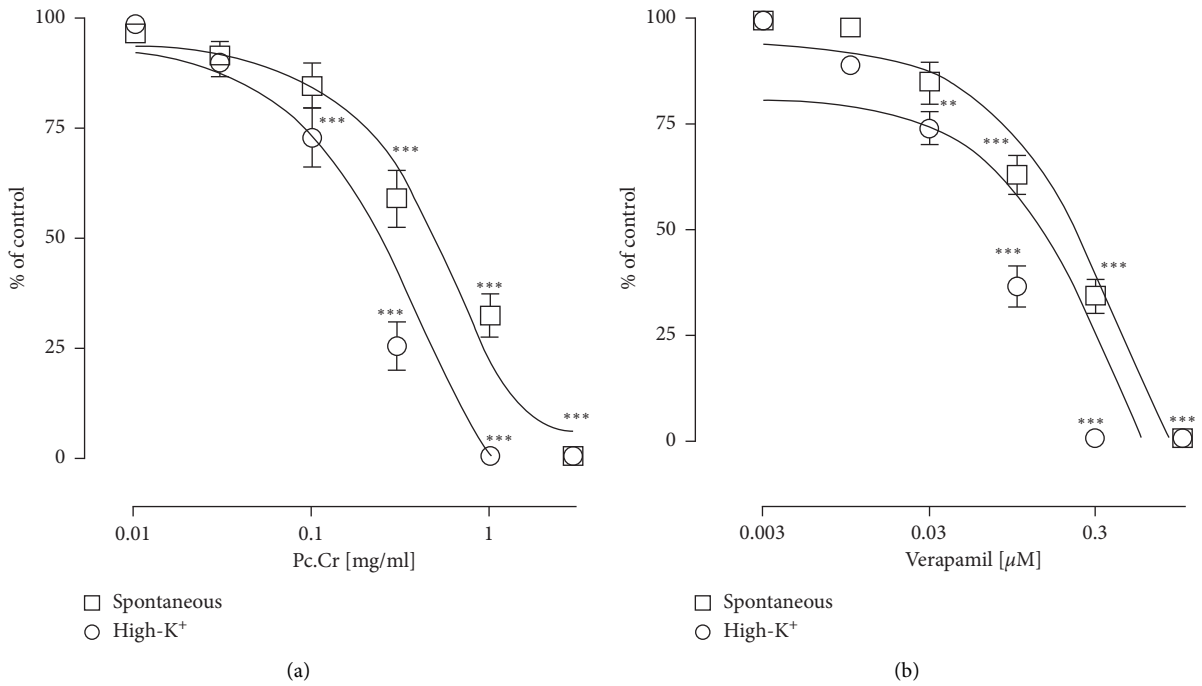 100
75
50
25
0
% of control
***
***
***
***
***
***
0.01
0.1
1
Pc.Cr [mg/ml]
Spontaneous
High-K⁺
(a)
100
75
50
25
0
% of control
**
***
***
***
***
***
0.003
0.03
0.3
Verapamil [μM]
Spontaneous
High-K⁺
(b)